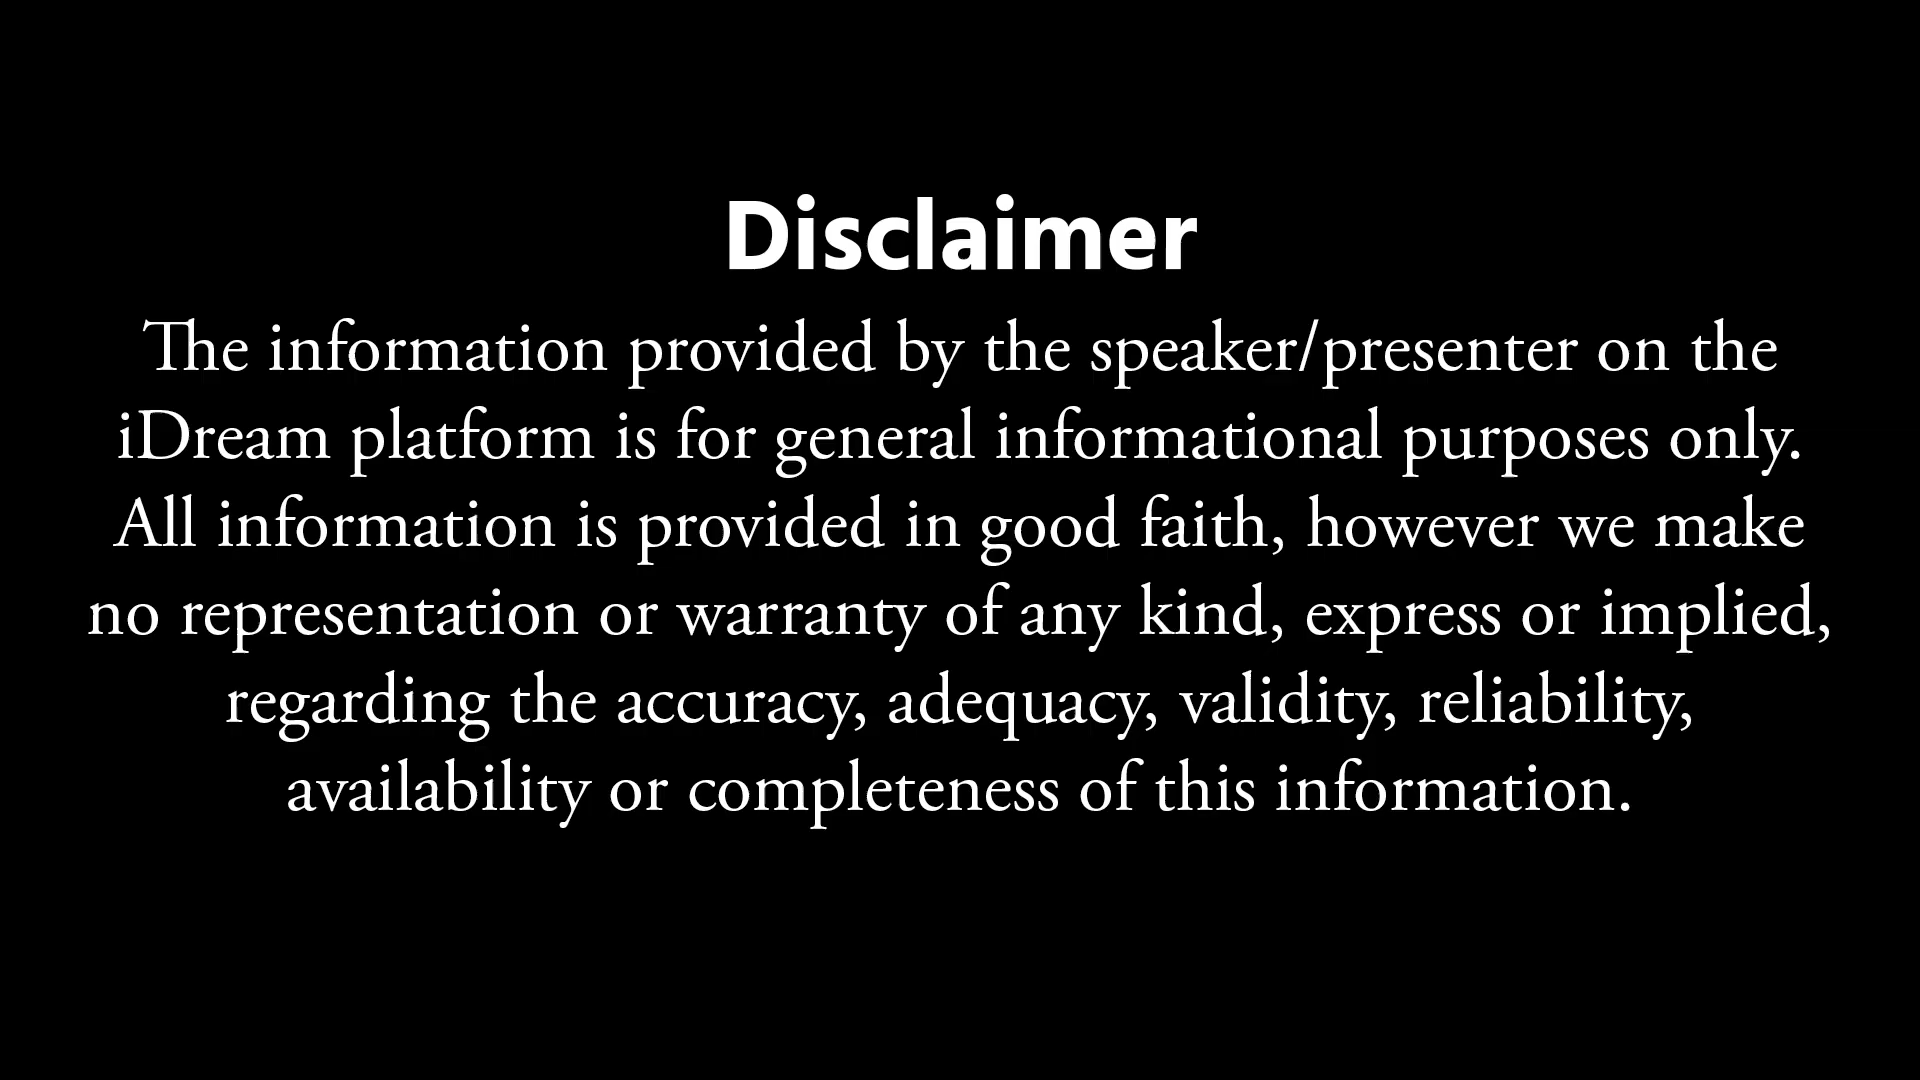 Disclaimer
The information provided by the speaker/presenter on the
iDream platform is for general informational purposes only.
All information is provided in good faith, however we make
no representation or warranty of any kind, express or implied,
regarding the accuracy, adequacy, validity, reliability,
availability or completeness of this information.